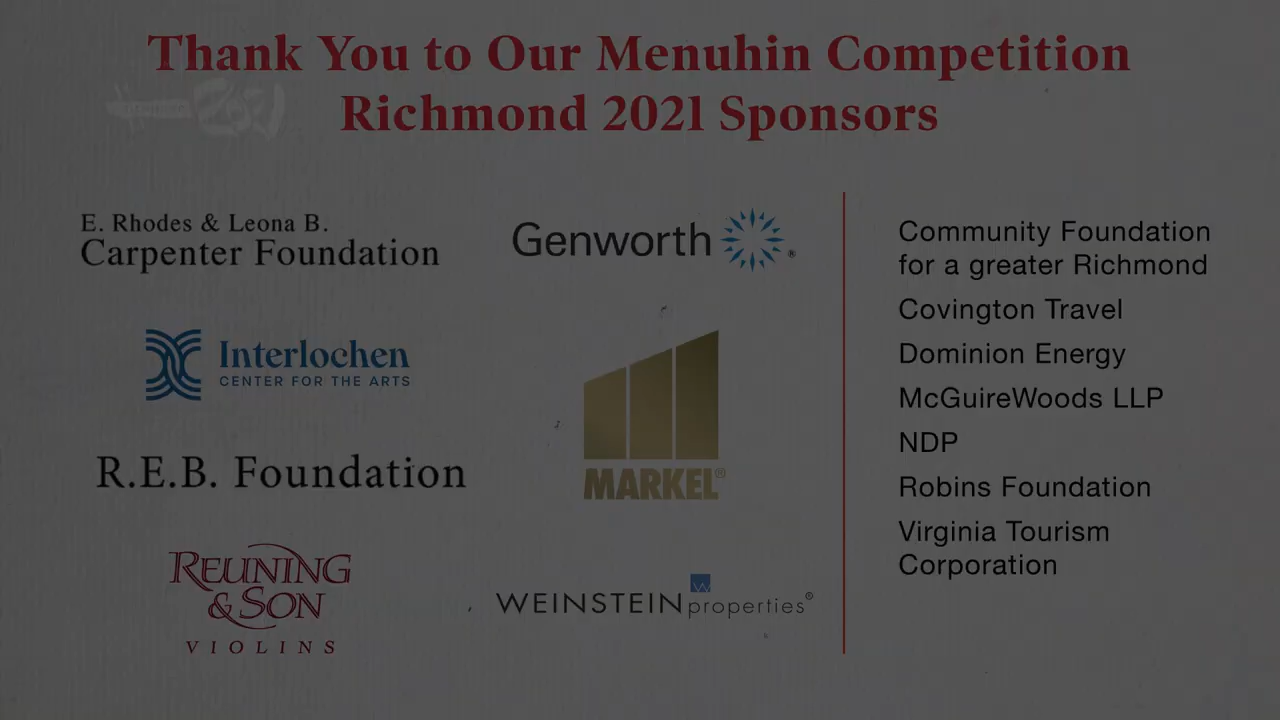 Thank You to Our Menuhin Competition
Richmond 2021 Sponsors
E. Rhodes & Leona B.
Carpenter Foundation
Interlochen
CENTER FOR THE ARTS
R.E.B. Foundation
REUNING
& SON
VIOLINS
Genworth
MARKEL®
WEINSTEIN properties®
Community Foundation
for a greater Richmond
Covington Travel
Dominion Energy
McGuireWoods LLP
NDP
Robins Foundation
Virginia Tourism
Corporation